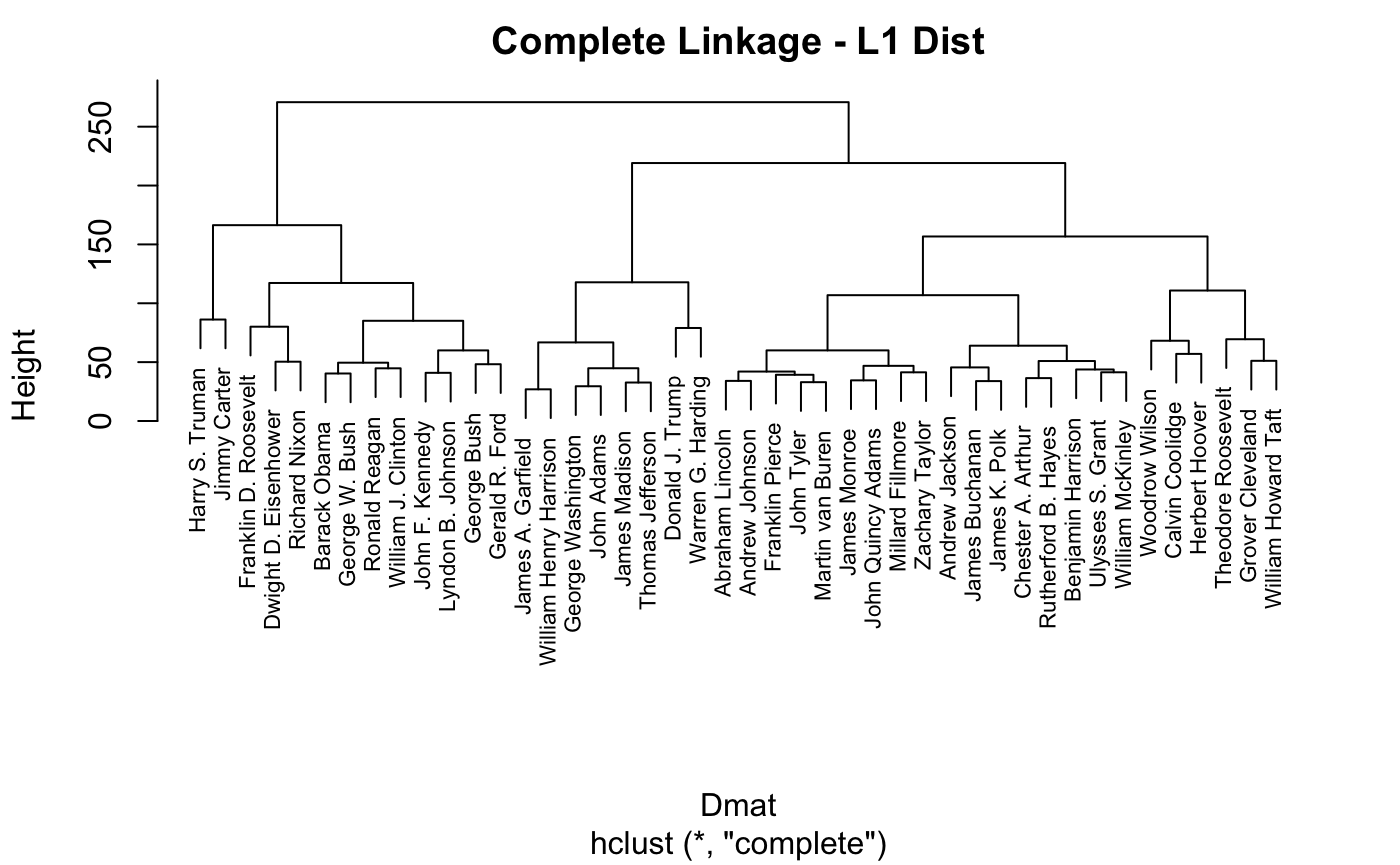 Complete Linkage - L1 Dist
Height
250
150
50
0
Harry S. Truman
Jimmy Carter
Franklin D. Roosevelt
Dwight D. Eisenhower
Richard Nixon
Barack Obama
George W. Bush
Ronald Reagan
William J. Clinton
John F. Kennedy
Lyndon B. Johnson
George Bush
Gerald R. Ford
James A. Garfield
William Henry Harrison
George Washington
John Adams
James Madison
Thomas Jefferson
Donald J. Trump
Warren G. Harding
Abraham Lincoln
Andrew Johnson
Franklin Pierce
John Tyler
Martin van Buren
James Monroe
John Quincy Adams
Millard Fillmore
Zachary Taylor
Andrew Jackson
James Buchanan
James K. Polk
Chester A. Arthur
Rutherford B. Hayes
Benjamin Harrison
Ulysses S. Grant
William McKinley
Woodrow Wilson
Calvin Coolidge
Herbert Hoover
Theodore Roosevelt
Grover Cleveland
William Howard Taft
Dmat
hclust (*, "complete")